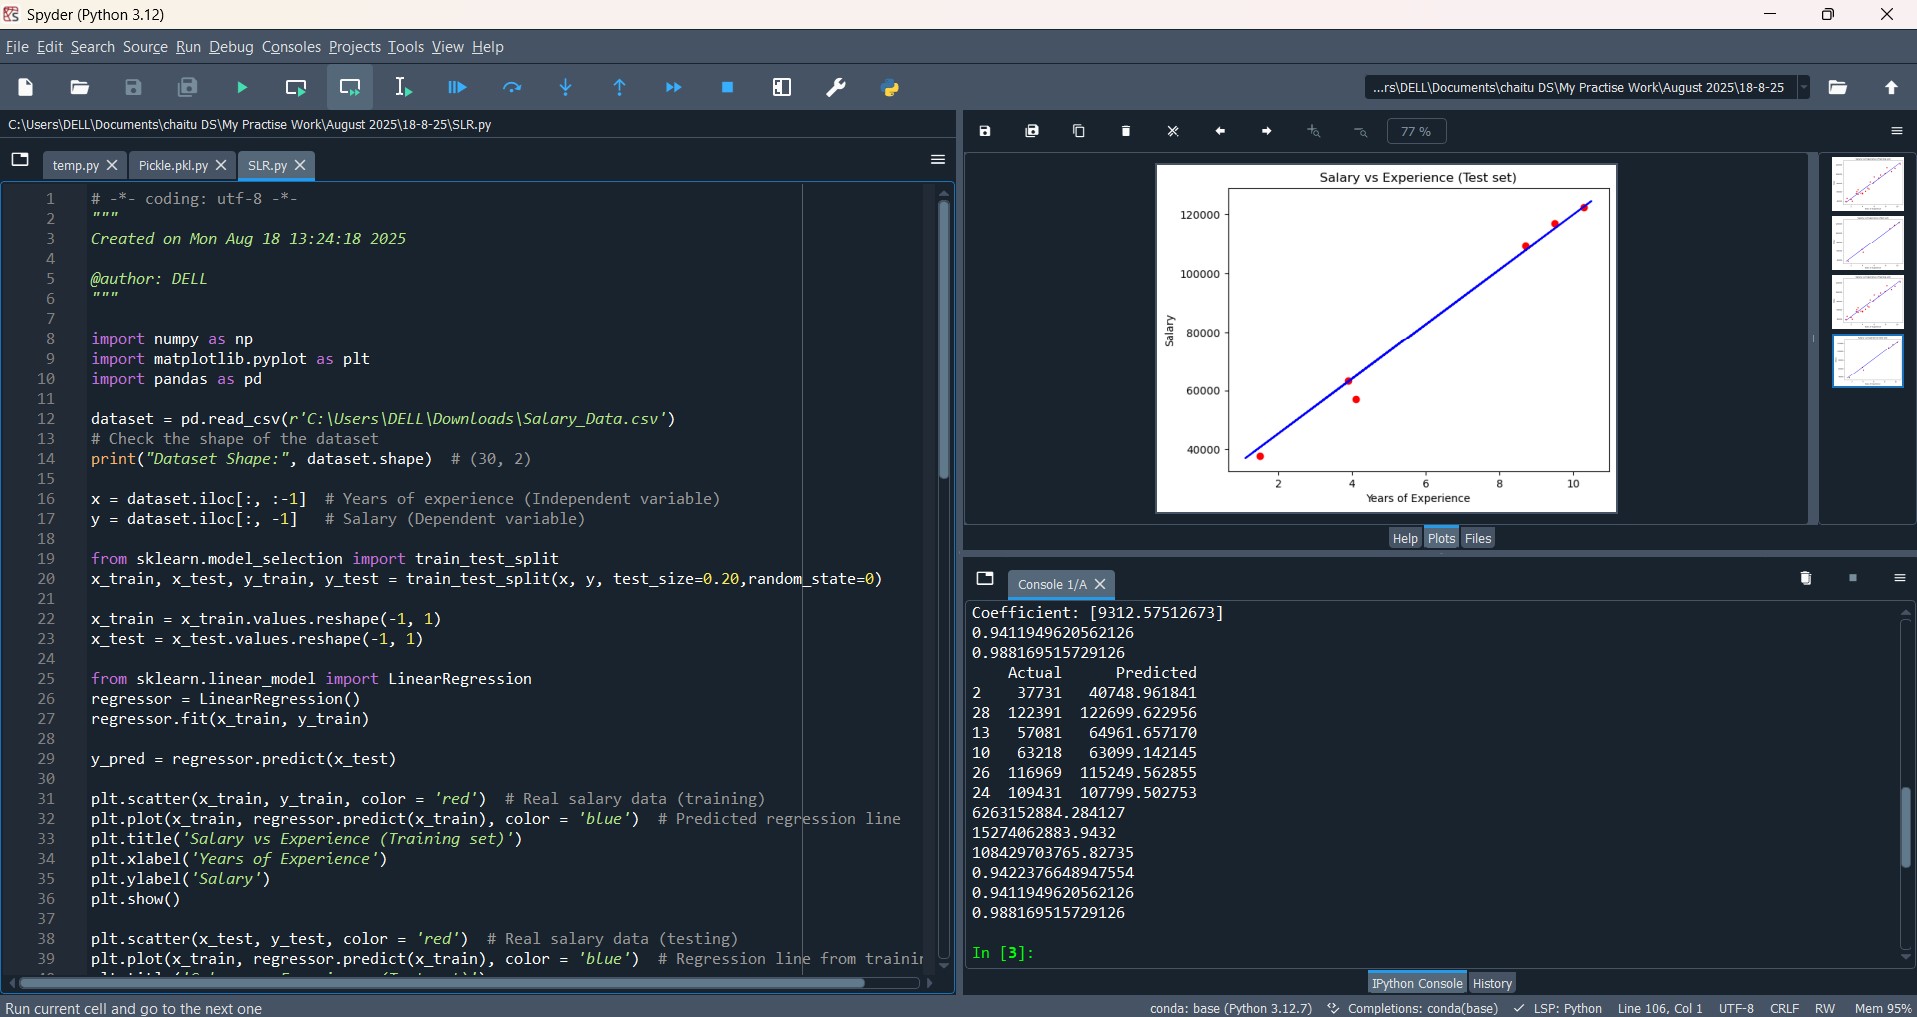 Spyder (Python 3.12)
File Edit Search Source Run Debug Consoles Projects Tools View Help
...rs\DELL\Documents\chaitu DS\My Practise Work\August 2025\18-8-25
C:\Users\DELL\Documents\chaitu DS\My Practise Work\August 2025\18-8-25\SLR.py
temp.py Pickle.pkl.py SLR.py
1 # -*- coding: utf-8 -*-
2 """
3 Created on Mon Aug 18 13:24:18 2025
4
5 @author: DELL
6 """
7
8 import numpy as np
9 import matplotlib.pyplot as plt
10 import pandas as pd
11
12 dataset = pd.read_csv(r'C:\Users\DELL\Downloads\Salary_Data.csv')
13 # Check the shape of the dataset
14 print("Dataset Shape:", dataset.shape)  # (30, 2)
15
16 x = dataset.iloc[:, :-1]  # Years of experience (Independent variable)
17 y = dataset.iloc[:, -1]   # Salary (Dependent variable)
18
19 from sklearn.model_selection import train_test_split
20 x_train, x_test, y_train, y_test = train_test_split(x, y, test_size=0.20,random_state=0)
21
22 x_train = x_train.values.reshape(-1, 1)
23 x_test = x_test.values.reshape(-1, 1)
24
25 from sklearn.linear_model import LinearRegression
26 regressor = LinearRegression()
27 regressor.fit(x_train, y_train)
28
29 y_pred = regressor.predict(x_test)
30
31 plt.scatter(x_train, y_train, color = 'red')  # Real salary data (training)
32 plt.plot(x_train, regressor.predict(x_train), color = 'blue')  # Predicted regression line
33 plt.title('Salary vs Experience (Training set)')
34 plt.xlabel('Years of Experience')
35 plt.ylabel('Salary')
36 plt.show()
37
38 plt.scatter(x_test, y_test, color = 'red')  # Real salary data (testing)
39 plt.plot(x_train, regressor.predict(x_train), color = 'blue')  # Regression line from trainin
77 %
Salary vs Experience (Test set)
120000
100000
80000
60000
40000
Salary
2 4 6 8 10
Years of Experience
Help Plots Files
Console 1/A
Coefficient: [9312.57512673]
0.9411949620562126
0.988169515729126
Actual Predicted
2 37731 40748.961841
28 122391 122699.622956
13 57081 64961.657170
10 63218 63099.142145
26 116969 115249.562855
24 109431 107799.502753
6263152884.284127
15274062883.9432
108429703765.82735
0.9422376648947554
0.9411949620562126
0.988169515729126
In [3]:
IPython Console History
Run current cell and go to the next one
conda: base (Python 3.12.7) Completions: conda(base) LSP: Python Line 106, Col 1 UTF-8 CRLF RW Mem 95%